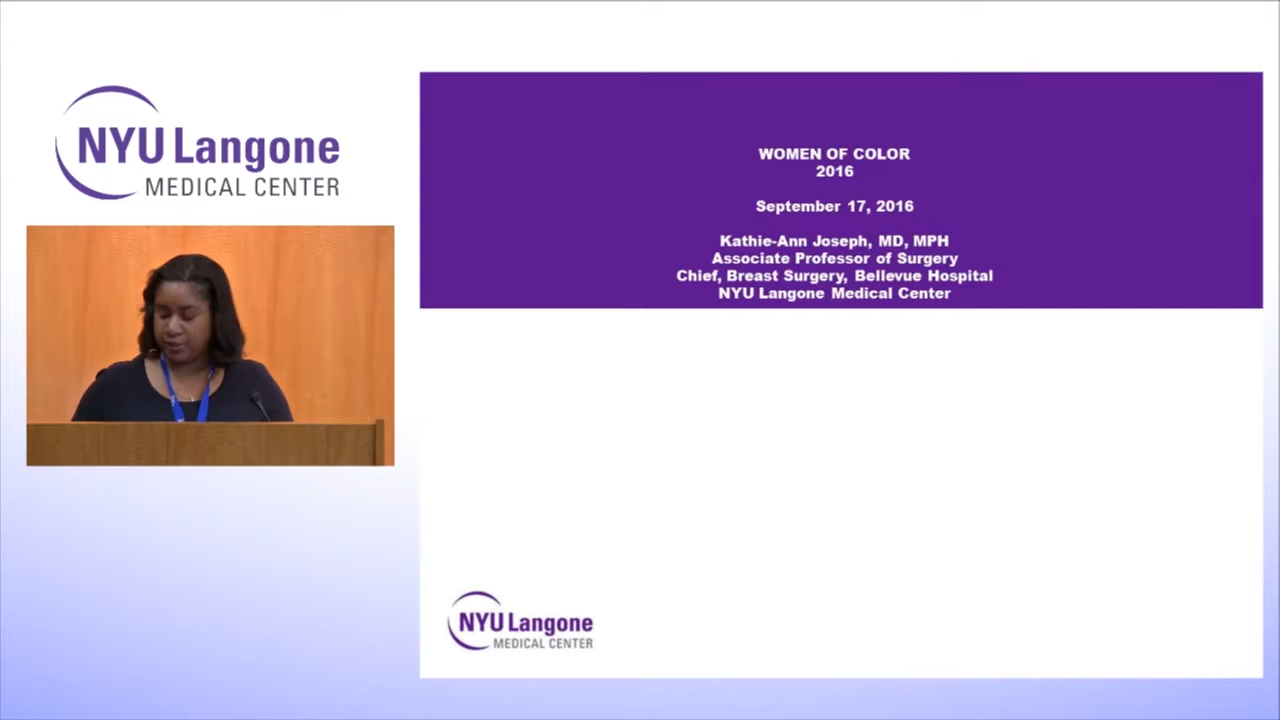 NYU Langone
MEDICAL CENTER
WOMEN OF COLOR
2016
September 17, 2016
Kathie-Ann Joseph, MD, MPH
Associate Professor of Surgery
Chief, Breast Surgery, Bellevue Hospital
NYU Langone Medical Center
NYU Langone
MEDICAL CENTER